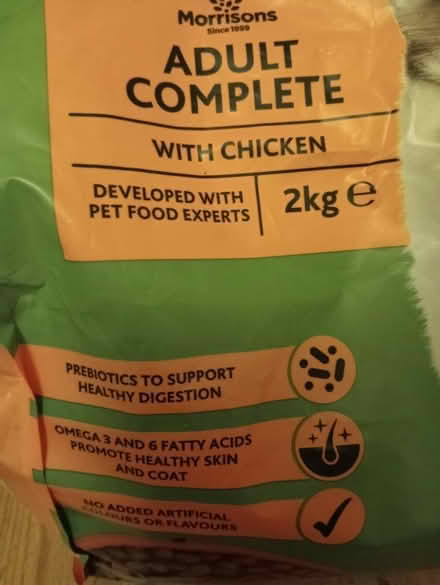 Morrisons
Since 1899
ADULT
COMPLETE
WITH CHICKEN
DEVELOPED WITH
PET FOOD EXPERTS
2kg ℮
PREBIOTICS TO SUPPORT
HEALTHY DIGESTION
OMEGA 3 AND 6 FATTY ACIDS
PROMOTE HEALTHY SKIN
AND COAT
NO ADDED ARTIFICIAL
COLOURS OR FLAVOURS